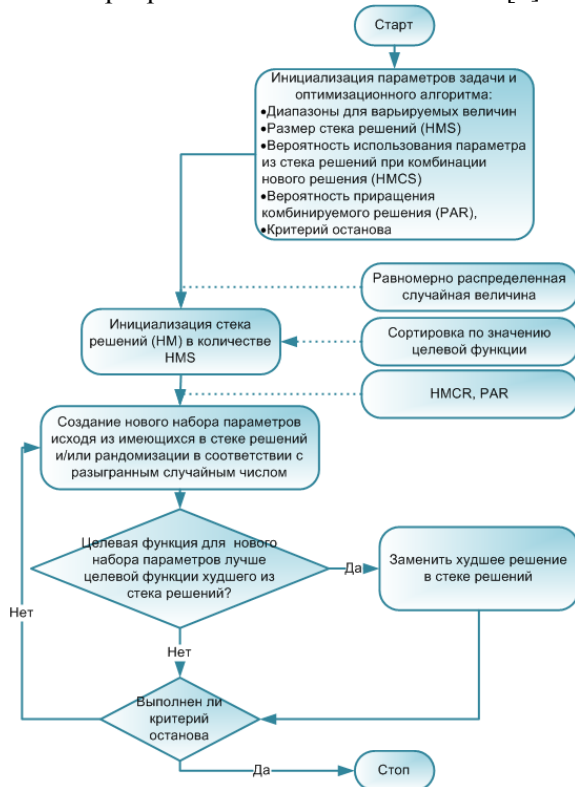 Старт
Инициализация параметров задачи и
оптимизационного алгоритма:
•Диапазоны для варьируемых величин
•Размер стека решений (HMS)
•Вероятность использования параметра
из стека решений при комбинации
нового решения (HMCS)
•Вероятность приращения
комбинируемого решения (PAR),
•Критерий останова
Равномерно распределенная
случайная величина
Инициализация стека
решений (HM) в количестве
HMS
Сортировка по значению
целевой функции
HMCR, PAR
Создание нового набора параметров
исходя из имеющихся в стеке решений
и/или рандомизации в соответствии с
разыгранным случайным числом
Целевая функция для нового
набора параметров лучше
целевой функции худшего из
стека решений?
Да
Заменить худшее решение
в стеке решений
Нет
Нет
Выполнен ли
критерий
останова
Да
Стоп